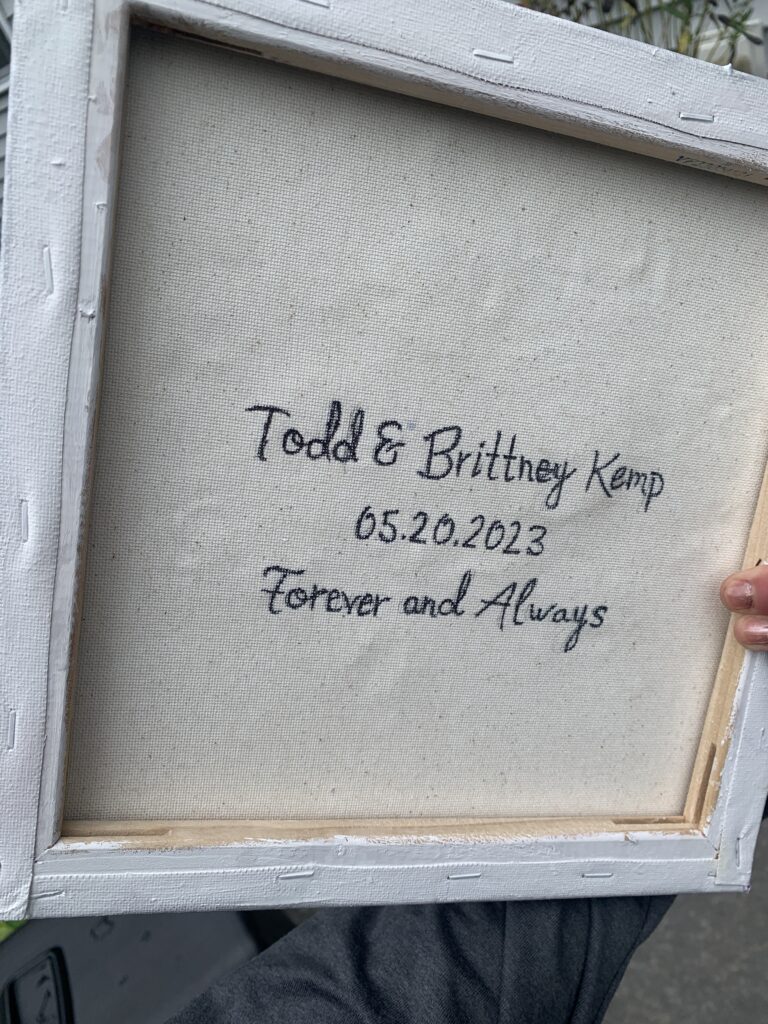 Todd & Brittney Kemp
05.20.2023
Forever and Always